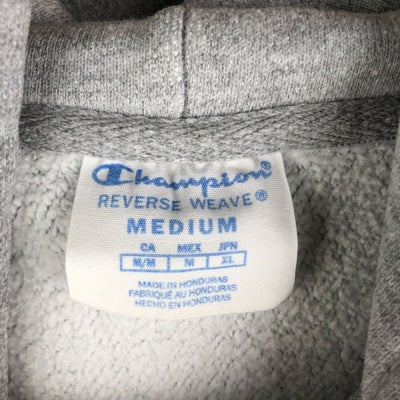 Champion
REVERSE WEAVE®
MEDIUM
CA MEX JPN
M/M M XL
MADE IN HONDURAS
FABRIQUÉ AU HONDURAS
HECHO EN HONDURAS